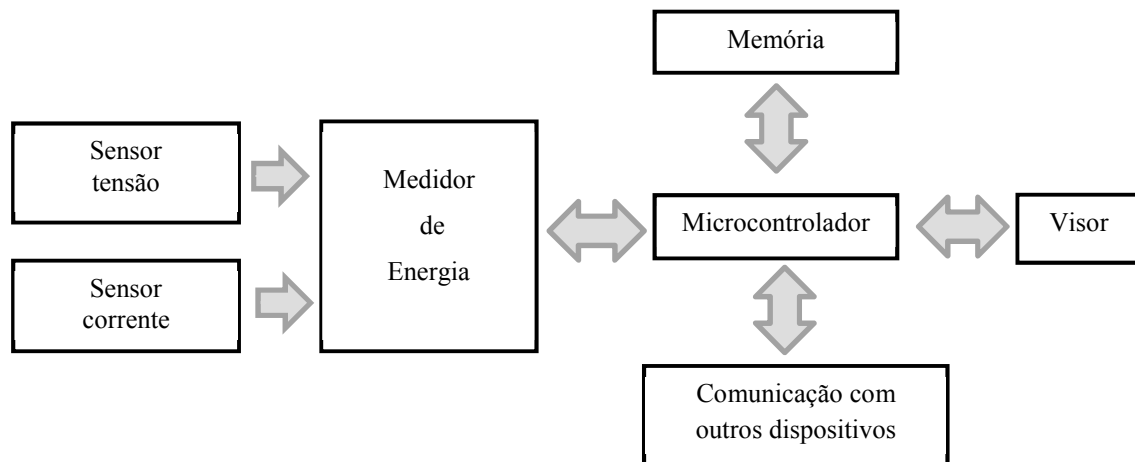 Memória
Sensor
tensão
Medidor
de
Energia
Sensor
corrente
Microcontrolador
Visor
Comunicação com
outros dispositivos